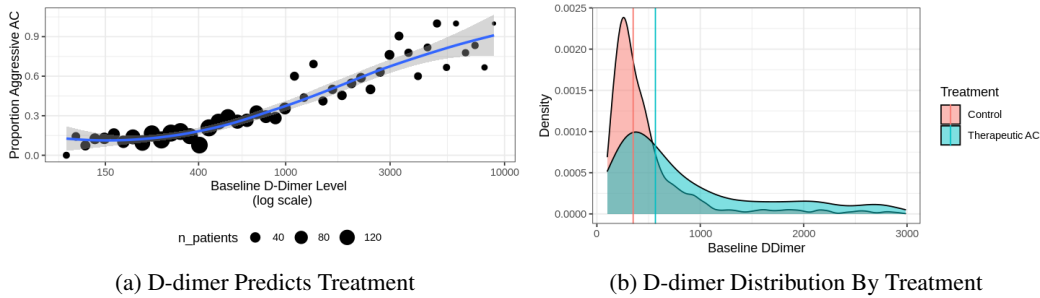 Proportion Aggressive AC
0.9
0.6
0.3
0.0
150
400
1000
3000
10000
Baseline D-Dimer Level
(log scale)
n_patients
40
80
120
(a) D-dimer Predicts Treatment
Density
0.0025
0.0020
0.0015
0.0010
0.0005
0.0000
0
1000
2000
3000
Baseline DDimer
Treatment
Control
Therapeutic AC
(b) D-dimer Distribution By Treatment